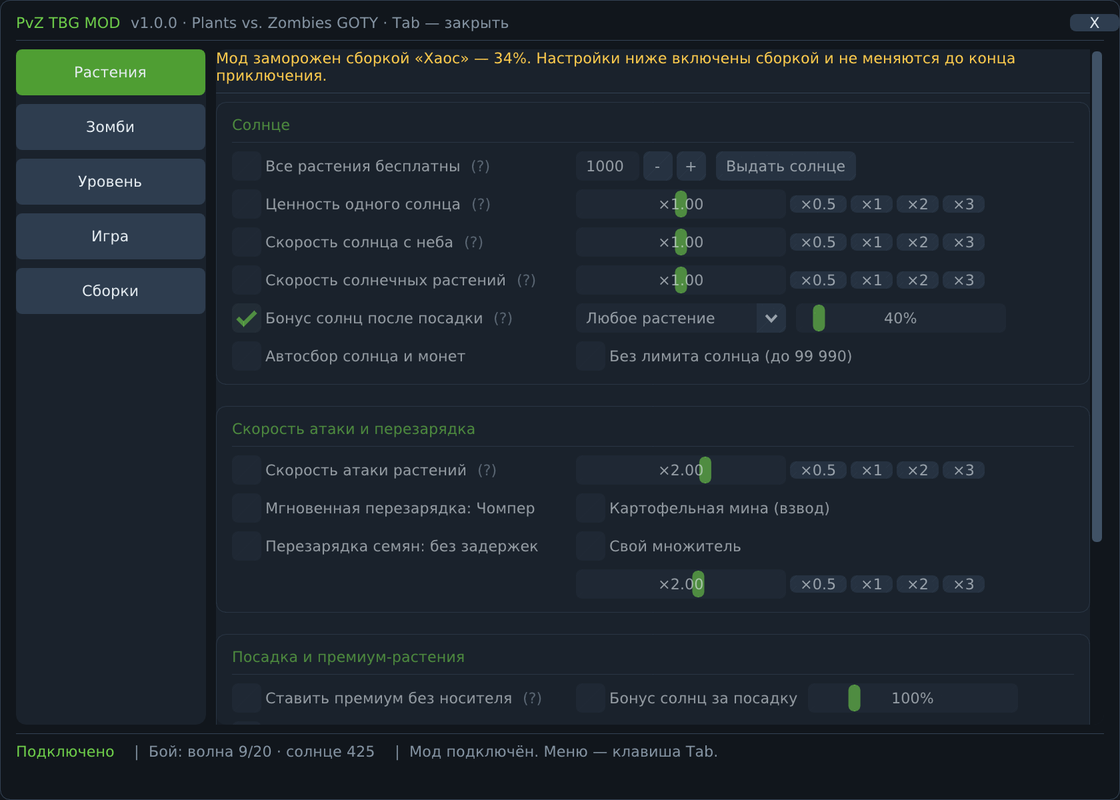 PvZ TBG MOD v1.0.0 · Plants vs. Zombies GOTY · Tab — закрыть X
Растения
Зомби
Уровень
Игра
Сборки
Мод заморожен сборкой «Хаос» — 34%. Настройки ниже включены сборкой и не меняются до конца
приключения.
Солнце
Все растения бесплатны (?) 1000 - + Выдать солнце
Ценность одного солнца (?) ×1.00 ×0.5 ×1 ×2 ×3
Скорость солнца с неба (?) ×1.00 ×0.5 ×1 ×2 ×3
Скорость солнечных растений (?) ×1.00 ×0.5 ×1 ×2 ×3
Бонус солнц после посадки (?) Любое растение 40%
Автосбор солнца и монет Без лимита солнца (до 99 990)
Скорость атаки и перезарядка
Скорость атаки растений (?) ×2.00 ×0.5 ×1 ×2 ×3
Мгновенная перезарядка: Чомпер Картофельная мина (взвод)
Перезарядка семян: без задержек Свой множитель
×2.00 ×0.5 ×1 ×2 ×3
Посадка и премиум-растения
Ставить премиум без носителя (?) Бонус солнц за посадку 100%
Подключено | Бой: волна 9/20 · солнце 425 | Мод подключён. Меню — клавиша Tab.